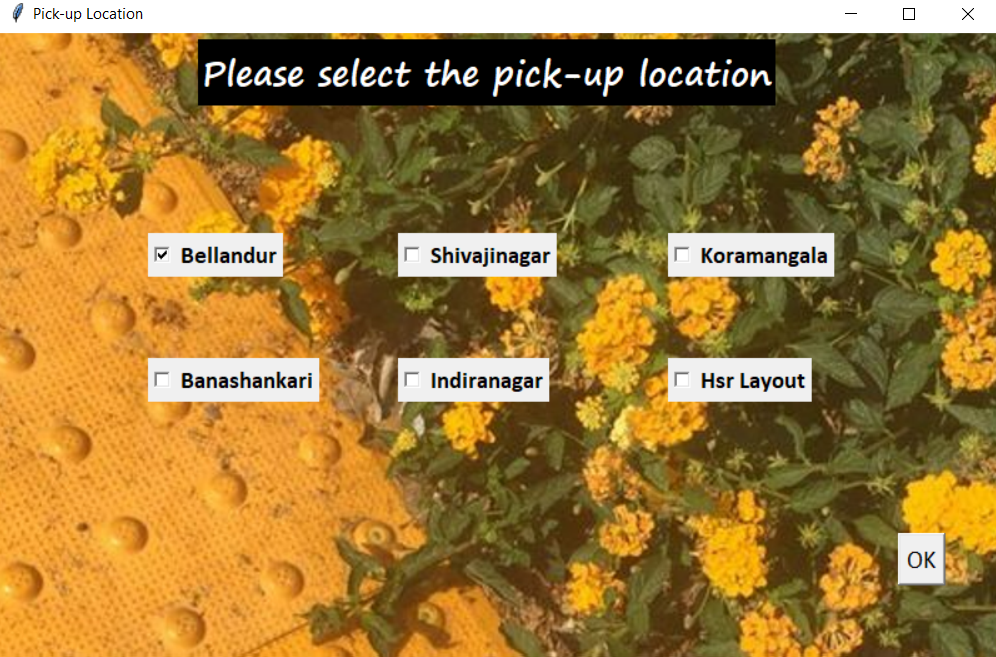 Pick-up Location
Please select the pick-up location
Bellandur
Shivajinagar
Koramangala
Banashankari
Indiranagar
Hsr Layout
OK